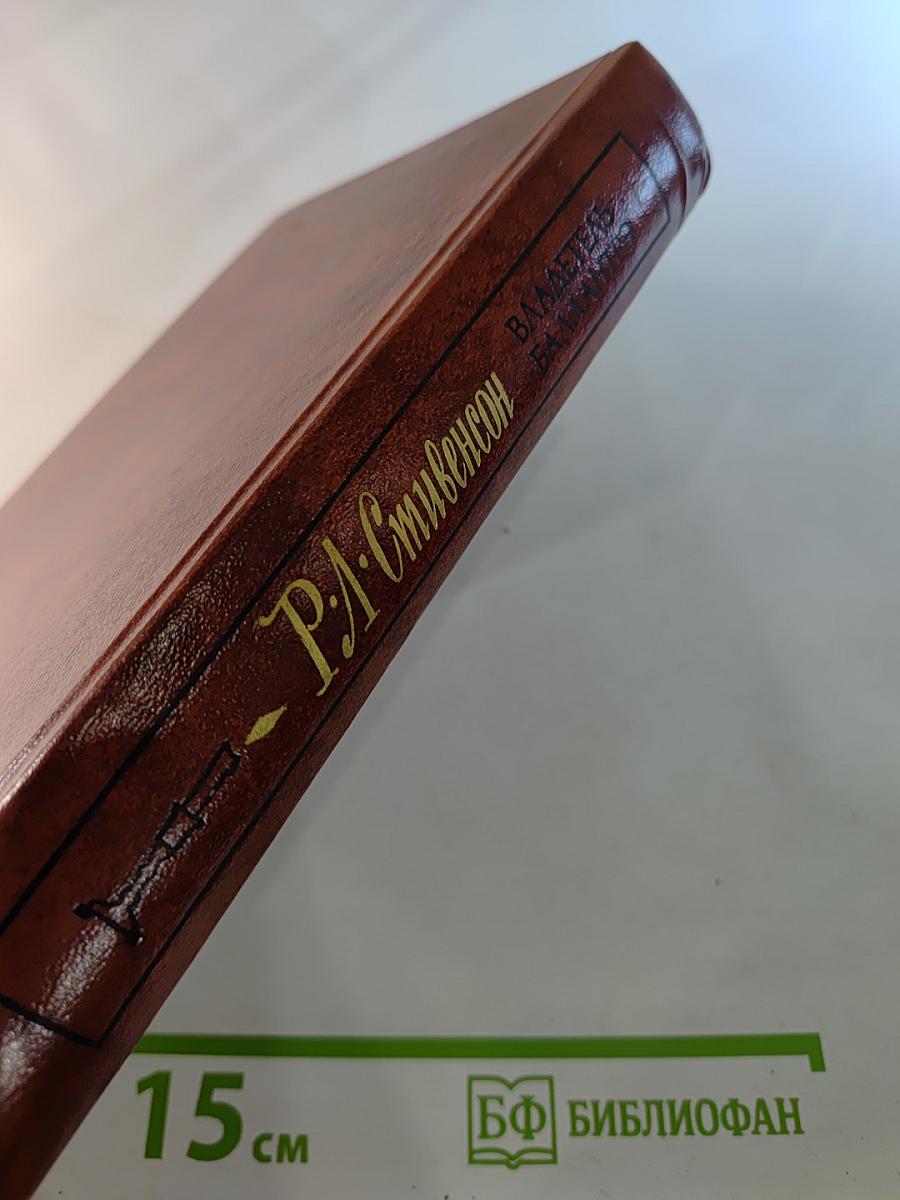 Р·Л·Стивенсон
ВЛАДЕТЕЛЬ
БАЛЛАНТРЭ
15 см
БФ БИБЛИОФАН